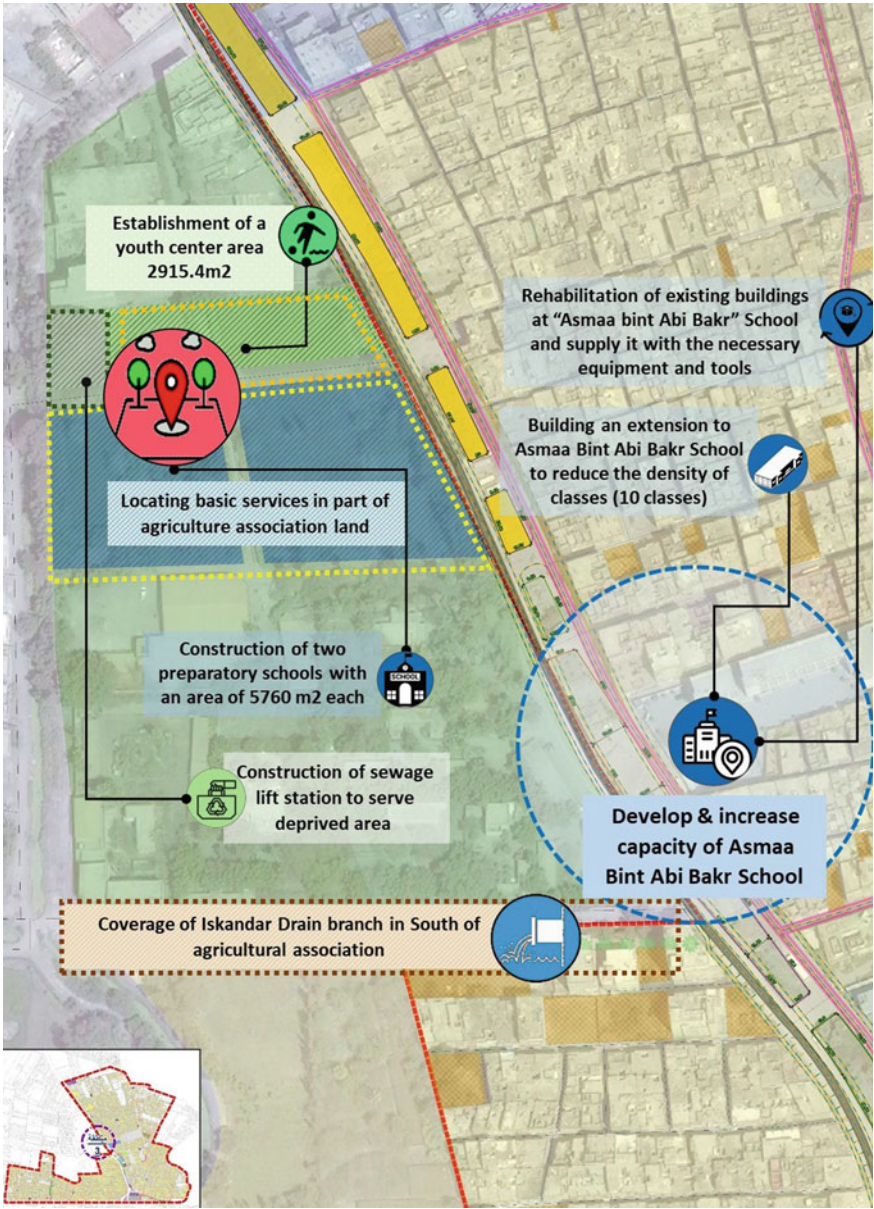 Establishment of a
youth center area
2915.4m2
Rehabilitation of existing buildings
at “Asmaa bint Abi Bakr” School
and supply it with the necessary
equipment and tools
Building an extension to
Asmaa Bint Abi Bakr School
to reduce the density of
classes (10 classes)
Locating basic services in part of
agriculture association land
Construction of two
preparatory schools with
an area of 5760 m2 each
SCHOOL
Construction of sewage
lift station to serve
deprived area
Develop & increase
capacity of Asmaa
Bint Abi Bakr School
Coverage of Iskandar Drain branch in South of
agricultural association
منطقة
3